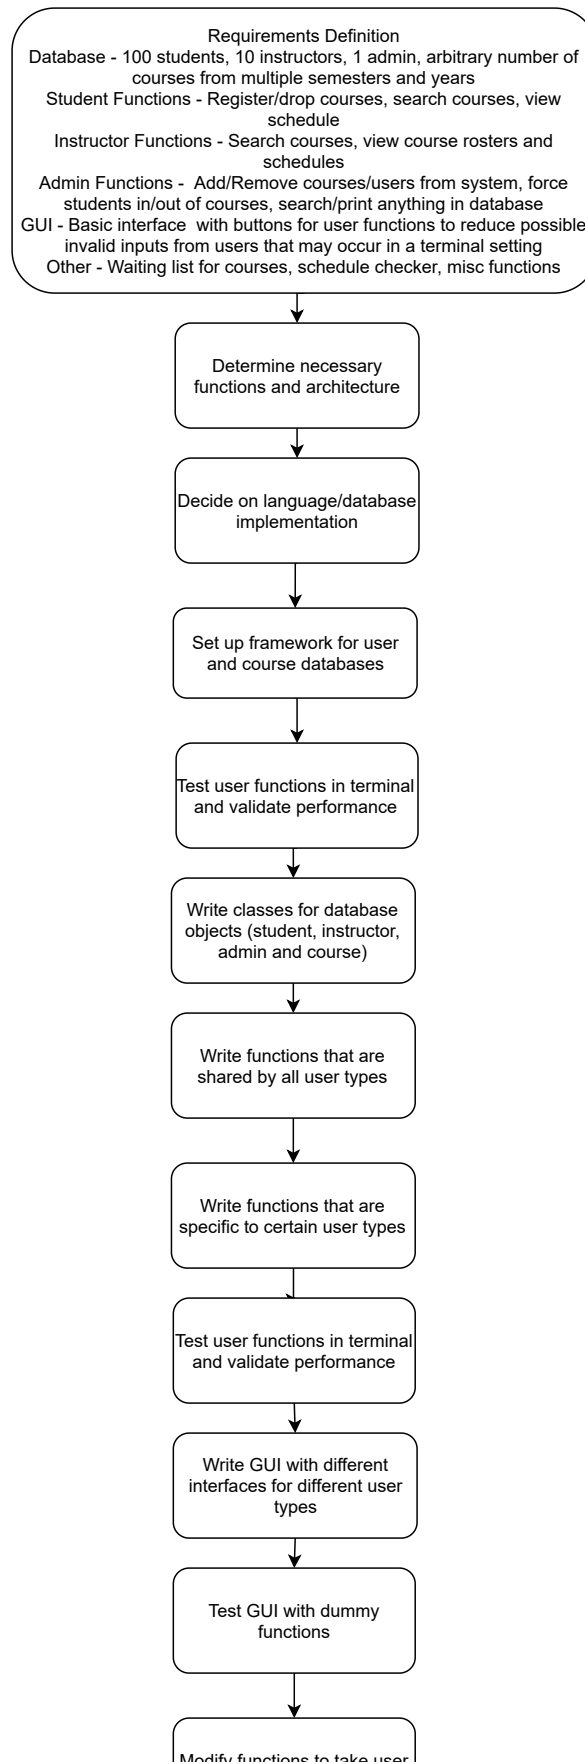 Requirements Definition
Database - 100 students, 10 instructors, 1 admin, arbitrary number of
courses from multiple semesters and years
Student Functions - Register/drop courses, search courses, view
schedule
Instructor Functions - Search courses, view course rosters and
schedules
Admin Functions -  Add/Remove courses/users from system, force
students in/out of courses, search/print anything in database
GUI - Basic interface  with buttons for user functions to reduce possible
invalid inputs from users that may occur in a terminal setting
Other - Waiting list for courses, schedule checker, misc functions
Determine necessary
functions and architecture
Decide on language/database
implementation
Set up framework for user
and course databases
Test user functions in terminal
and validate performance
Write classes for database
objects (student, instructor,
admin and course)
Write functions that are
shared by all user types
Write functions that are
specific to certain user types
Test user functions in terminal
and validate performance
Write GUI with different
interfaces for different user
types
Test GUI with dummy
functions
Modify functions to take user